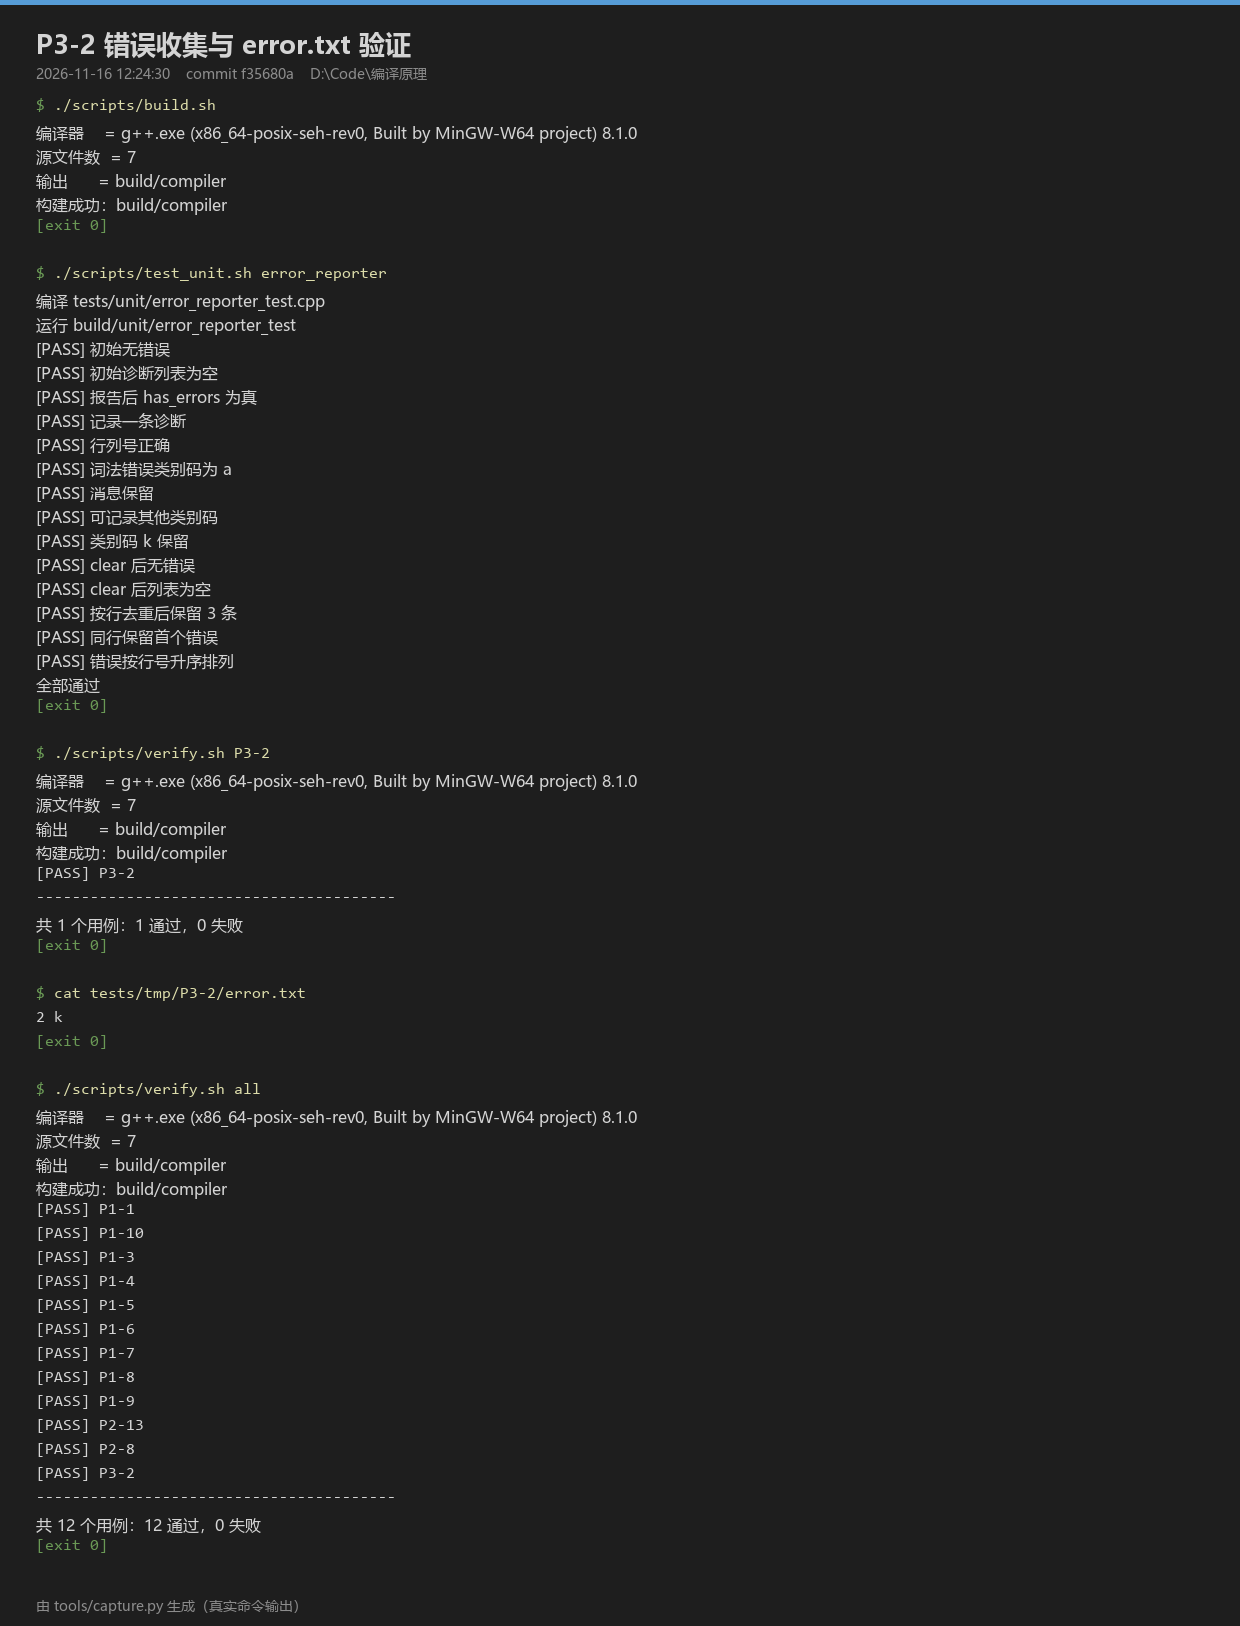 P3-2 错误收集与 error.txt 验证
2026-11-16 12:24:30 commit f35680a D:\Code\编译原理
$ ./scripts/build.sh
编译器 = g++.exe (x86_64-posix-seh-rev0, Built by MinGW-W64 project) 8.1.0
源文件数 = 7
输出 = build/compiler
构建成功：build/compiler
[exit 0]
$ ./scripts/test_unit.sh error_reporter
编译 tests/unit/error_reporter_test.cpp
运行 build/unit/error_reporter_test
[PASS] 初始无错误
[PASS] 初始诊断列表为空
[PASS] 报告后 has_errors 为真
[PASS] 记录一条诊断
[PASS] 行列号正确
[PASS] 词法错误类别码为 a
[PASS] 消息保留
[PASS] 可记录其他类别码
[PASS] 类别码 k 保留
[PASS] clear 后无错误
[PASS] clear 后列表为空
[PASS] 按行去重后保留 3 条
[PASS] 同行保留首个错误
[PASS] 错误按行号升序排列
全部通过
[exit 0]
$ ./scripts/verify.sh P3-2
编译器 = g++.exe (x86_64-posix-seh-rev0, Built by MinGW-W64 project) 8.1.0
源文件数 = 7
输出 = build/compiler
构建成功：build/compiler
[PASS] P3-2
----------------------------------------
共 1 个用例：1 通过，0 失败
[exit 0]
$ cat tests/tmp/P3-2/error.txt
2 k
[exit 0]
$ ./scripts/verify.sh all
编译器 = g++.exe (x86_64-posix-seh-rev0, Built by MinGW-W64 project) 8.1.0
源文件数 = 7
输出 = build/compiler
构建成功：build/compiler
[PASS] P1-1
[PASS] P1-10
[PASS] P1-3
[PASS] P1-4
[PASS] P1-5
[PASS] P1-6
[PASS] P1-7
[PASS] P1-8
[PASS] P1-9
[PASS] P2-13
[PASS] P2-8
[PASS] P3-2
----------------------------------------
共 12 个用例：12 通过，0 失败
[exit 0]
由 tools/capture.py 生成（真实命令输出）